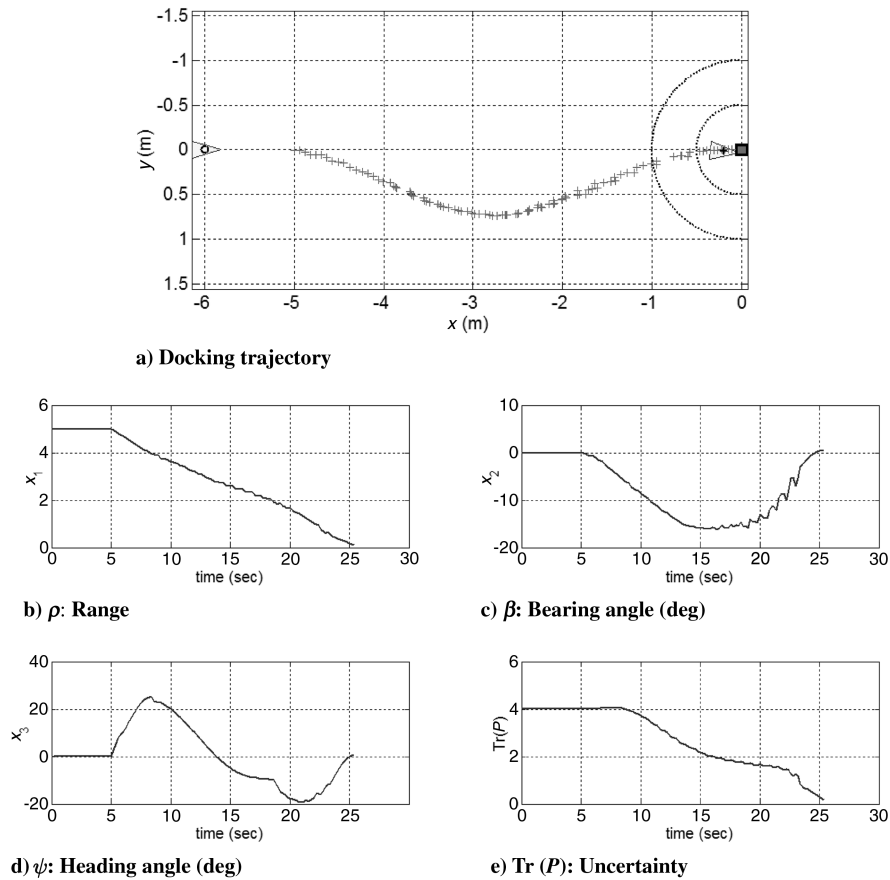 -1.5
-1
-0.5
0
0.5
1
1.5
y (m)
-6 -5 -4 -3 -2 -1 0
x (m)
a) Docking trajectory
6
4
2
0
x1
0 5 10 15 20 25 30
time (sec)
b) ρ: Range
10
0
-10
-20
x2
0 5 10 15 20 25 30
time (sec)
c) β: Bearing angle (deg)
40
20
0
-20
x3
0 5 10 15 20 25 30
time (sec)
d) ψ: Heading angle (deg)
6
4
2
0
Tr(P)
0 5 10 15 20 25 30
time (sec)
e) Tr (P): Uncertainty